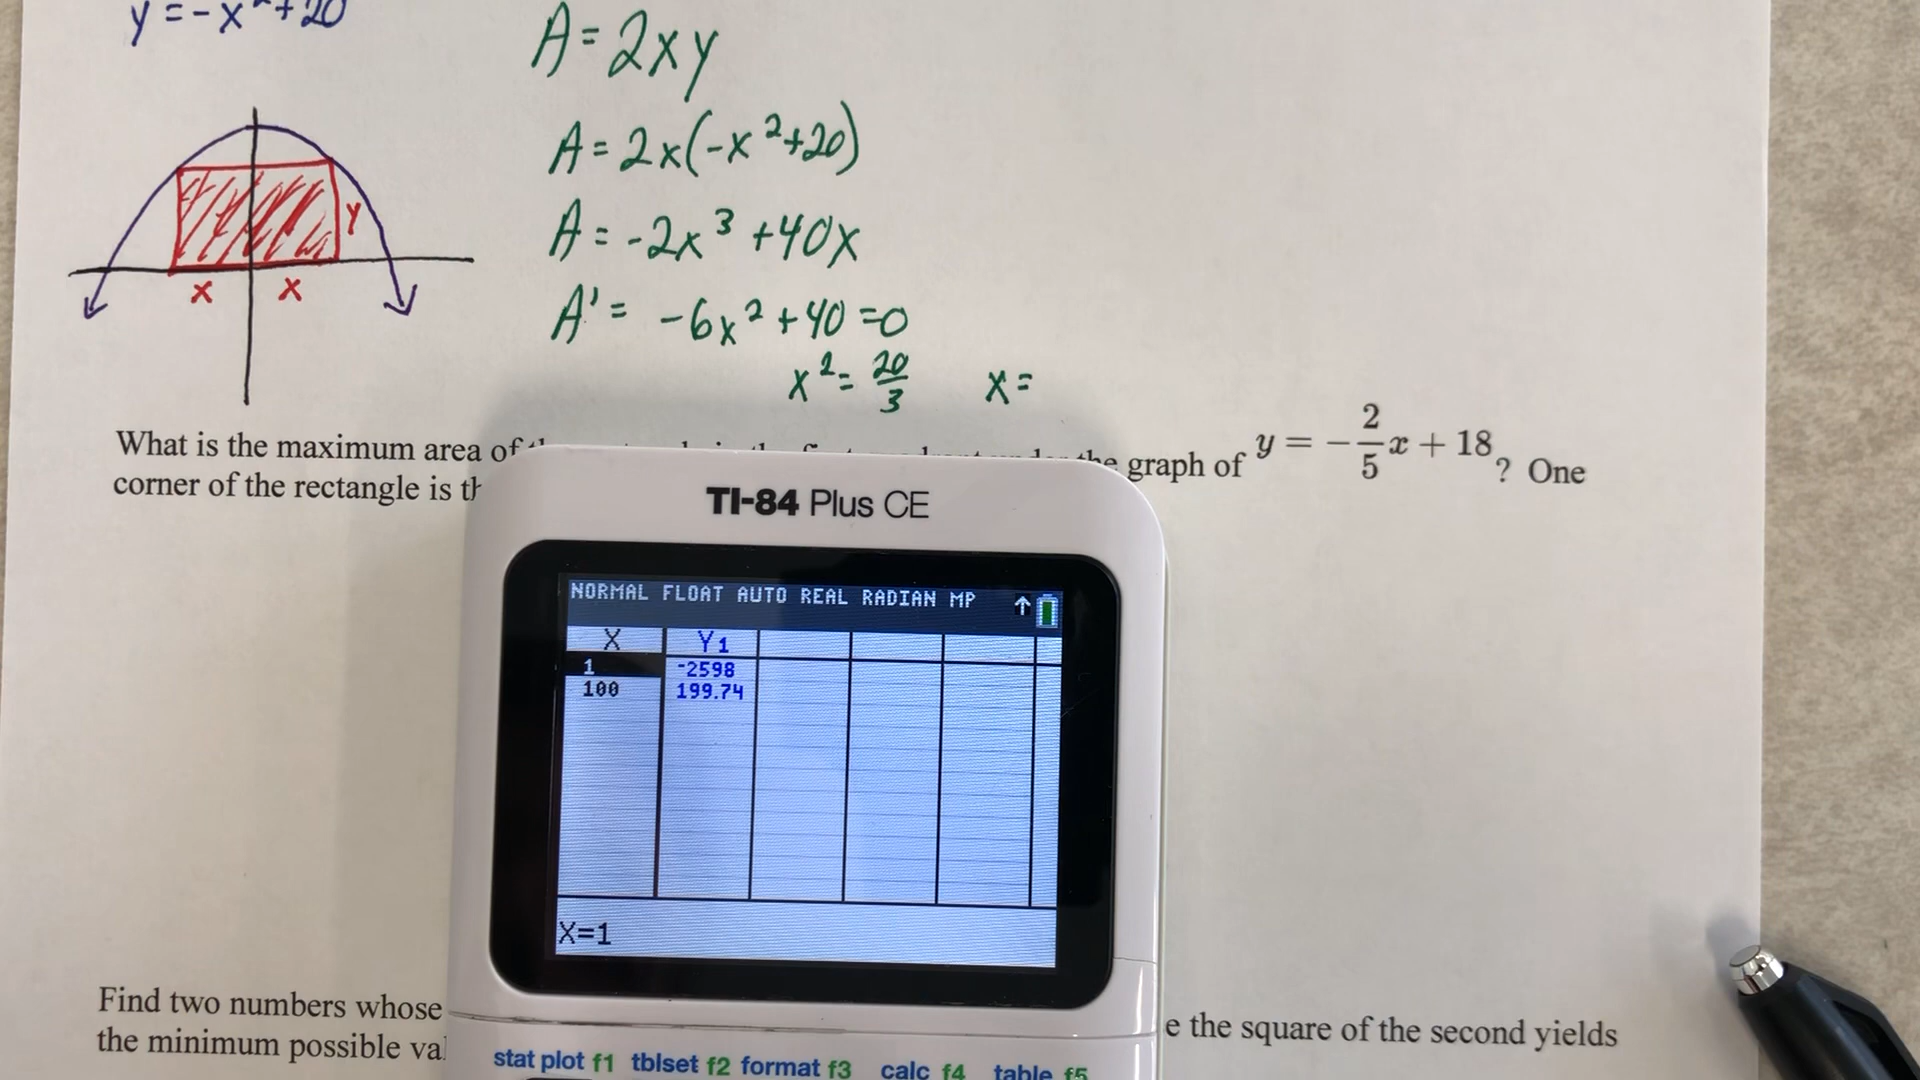 y = -x²+20
A = 2xy
A = 2x(-x²+20)
A = -2x³ +40x
A' = -6x²+40=0
x² = 20/3 x =
Y
x x
What is the maximum area of the graph of y = -2/5x + 18? One
corner of the rectangle is
TI-84 Plus CE
NORMAL FLOAT AUTO REAL RADIAN MP
X Y1
1 -2598
100 199.74
X=1
Find two numbers whose e the square of the second yields
the minimum possible
stat plot f1 tblset f2 format f3 calc f4 table f5